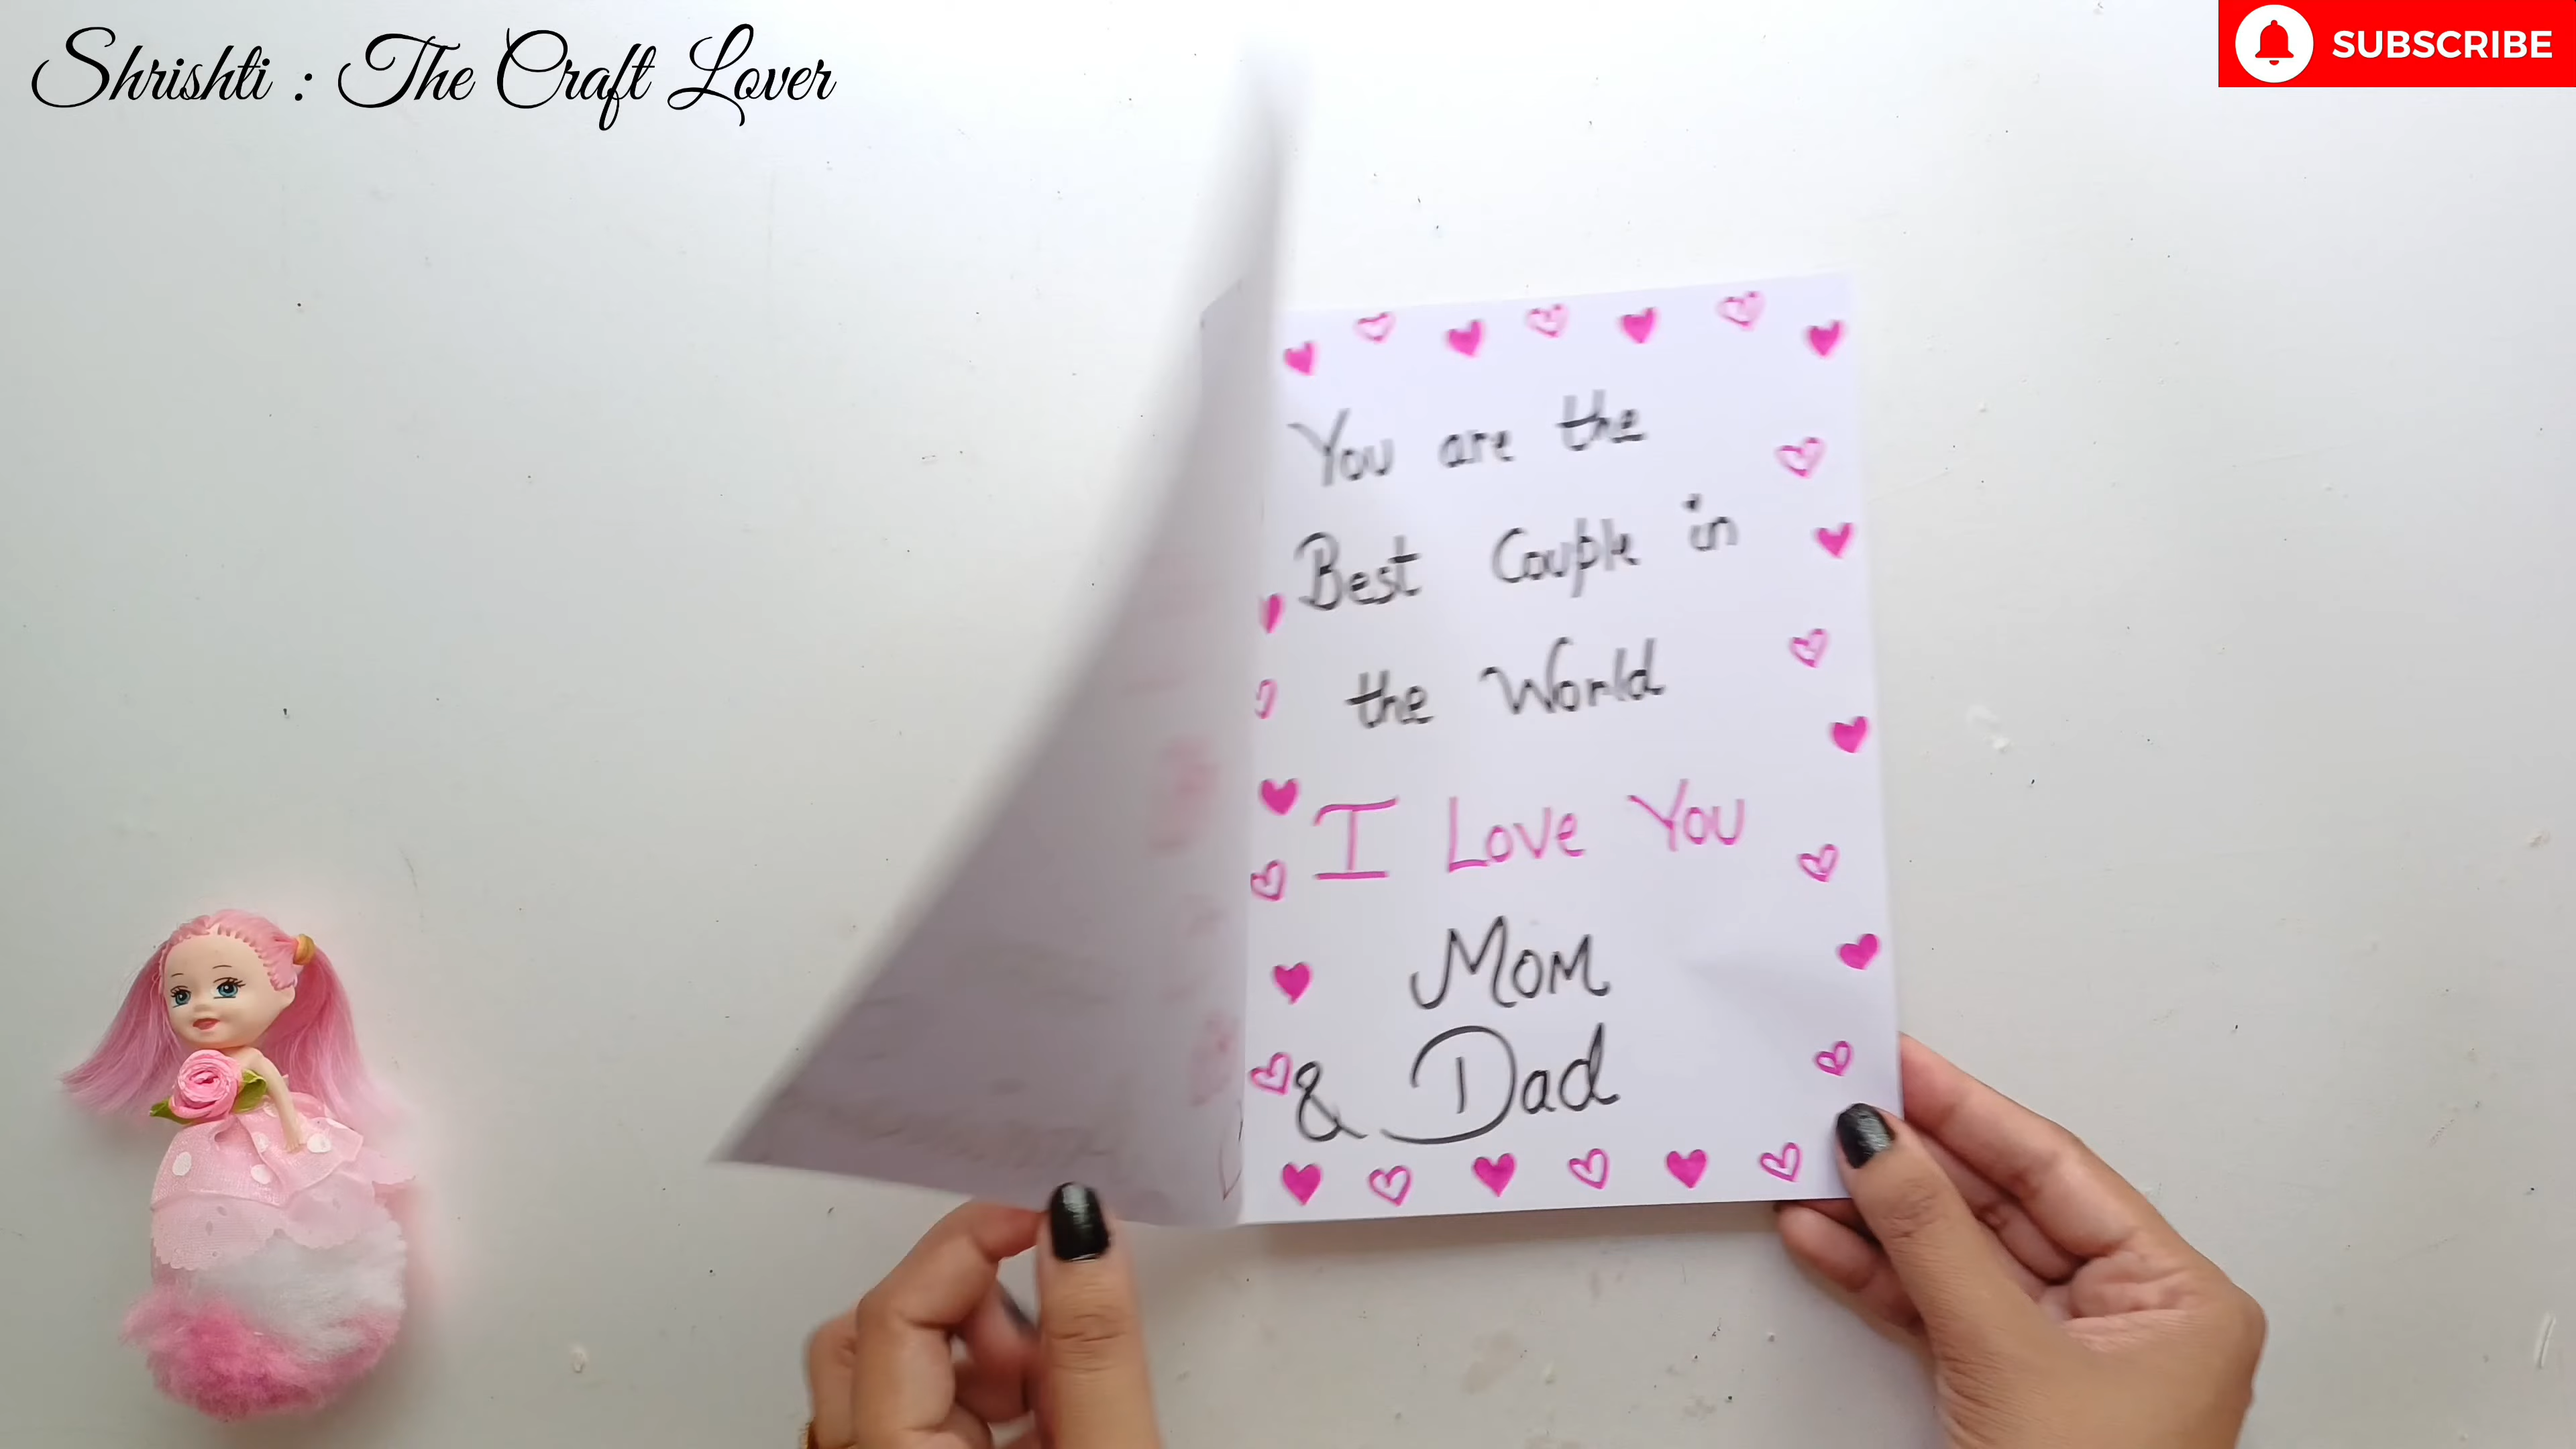 Shrishti : The Craft Lover
SUBSCRIBE
You are the
Best Couple in
the World
I Love You
Mom
& Dad